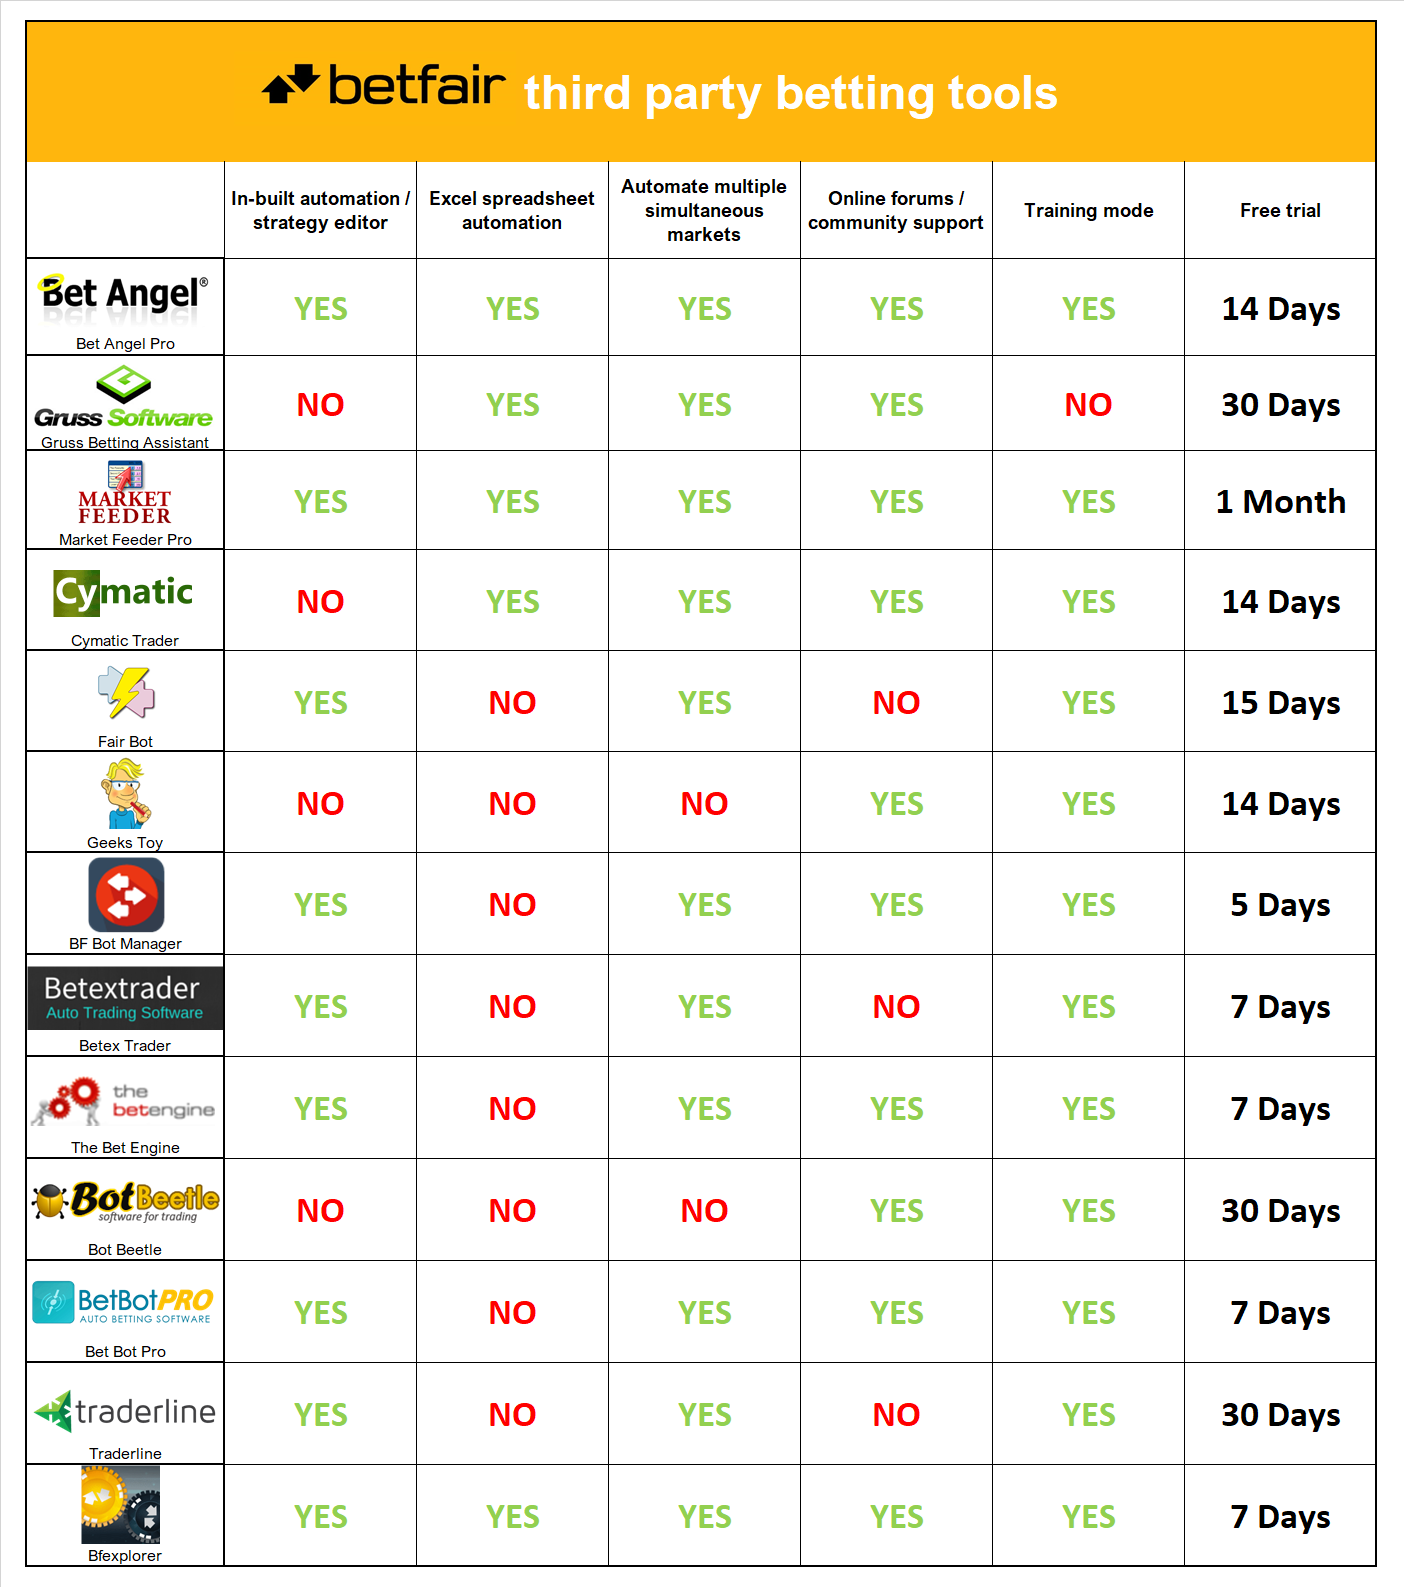 betfair third party betting tools
In-built automation /
strategy editor
Excel spreadsheet
automation
Automate multiple
simultaneous
markets
Online forums /
community support
Training mode
Free trial
Bet Angel®
Bet Angel Pro
YES YES YES YES YES 14 Days
Gruss Software
Gruss Betting Assistant
NO YES YES YES NO 30 Days
MARKET
FEEDER
Market Feeder Pro
YES YES YES YES YES 1 Month
Cymatic
Cymatic Trader
NO YES YES YES YES 14 Days
Fair Bot
YES NO YES NO YES 15 Days
Geeks Toy
NO NO NO YES YES 14 Days
BF Bot Manager
YES NO YES YES YES 5 Days
Betextrader
Auto Trading Software
Betex Trader
YES NO YES NO YES 7 Days
the
betengine
The Bet Engine
YES NO YES YES YES 7 Days
BotBeetle
software for trading
Bot Beetle
NO NO NO YES YES 30 Days
BetBotPRO
AUTO BETTING SOFTWARE
Bet Bot Pro
YES NO YES YES YES 7 Days
traderline
Traderline
YES NO YES NO YES 30 Days
Bfexplorer
YES YES YES YES YES 7 Days